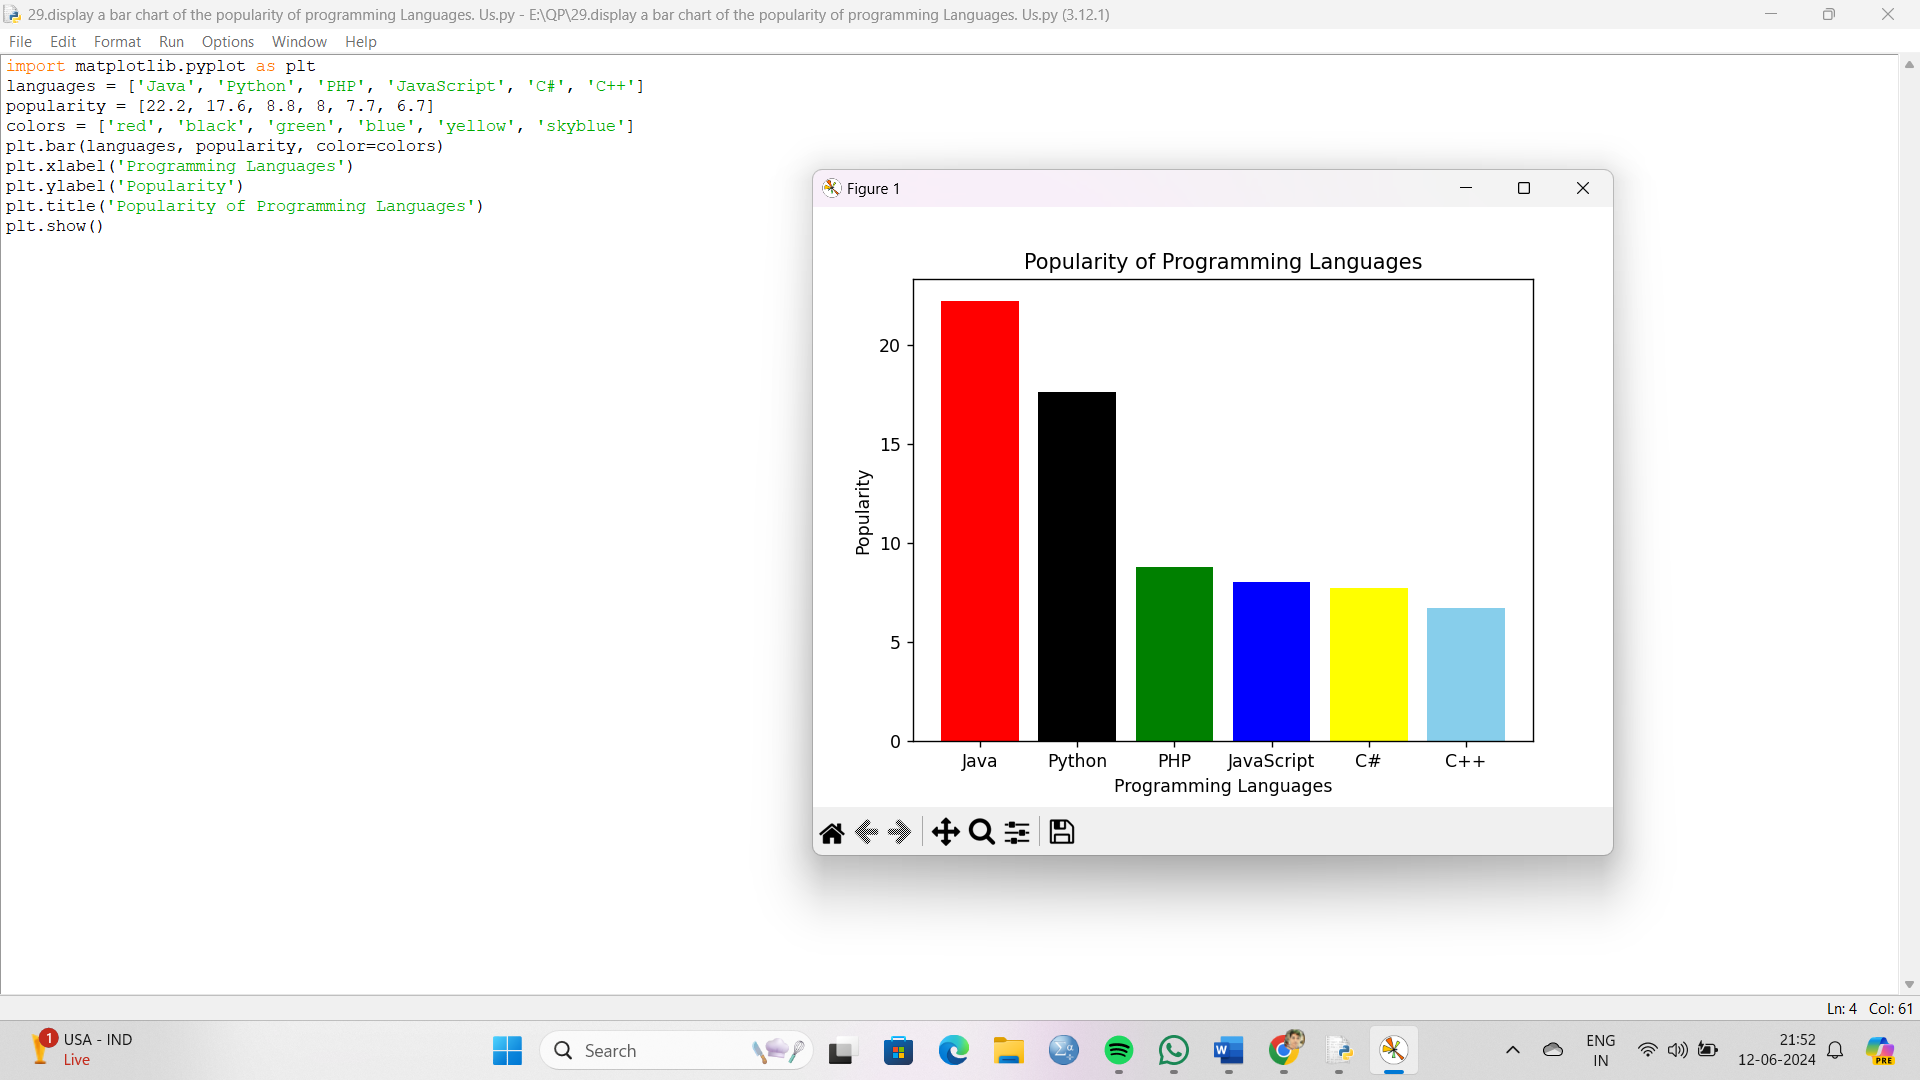 29.display a bar chart of the popularity of programming Languages. Us.py - E:\QP\29.display a bar chart of the popularity of programming Languages. Us.py (3.12.1)
File Edit Format Run Options Window Help
import matplotlib.pyplot as plt
languages = ['Java', 'Python', 'PHP', 'JavaScript', 'C#', 'C++']
popularity = [22.2, 17.6, 8.8, 8, 7.7, 6.7]
colors = ['red', 'black', 'green', 'blue', 'yellow', 'skyblue']
plt.bar(languages, popularity, color=colors)
plt.xlabel('Programming Languages')
plt.ylabel('Popularity')
plt.title('Popularity of Programming Languages')
plt.show()
Figure 1
Popularity of Programming Languages
20
15
10
5
0
Popularity
Java Python PHP JavaScript C# C++
Programming Languages
Ln: 4 Col: 61
1
USA - IND
Live
Search
Σα
W
ENG
IN
21:52
12-06-2024
PRE